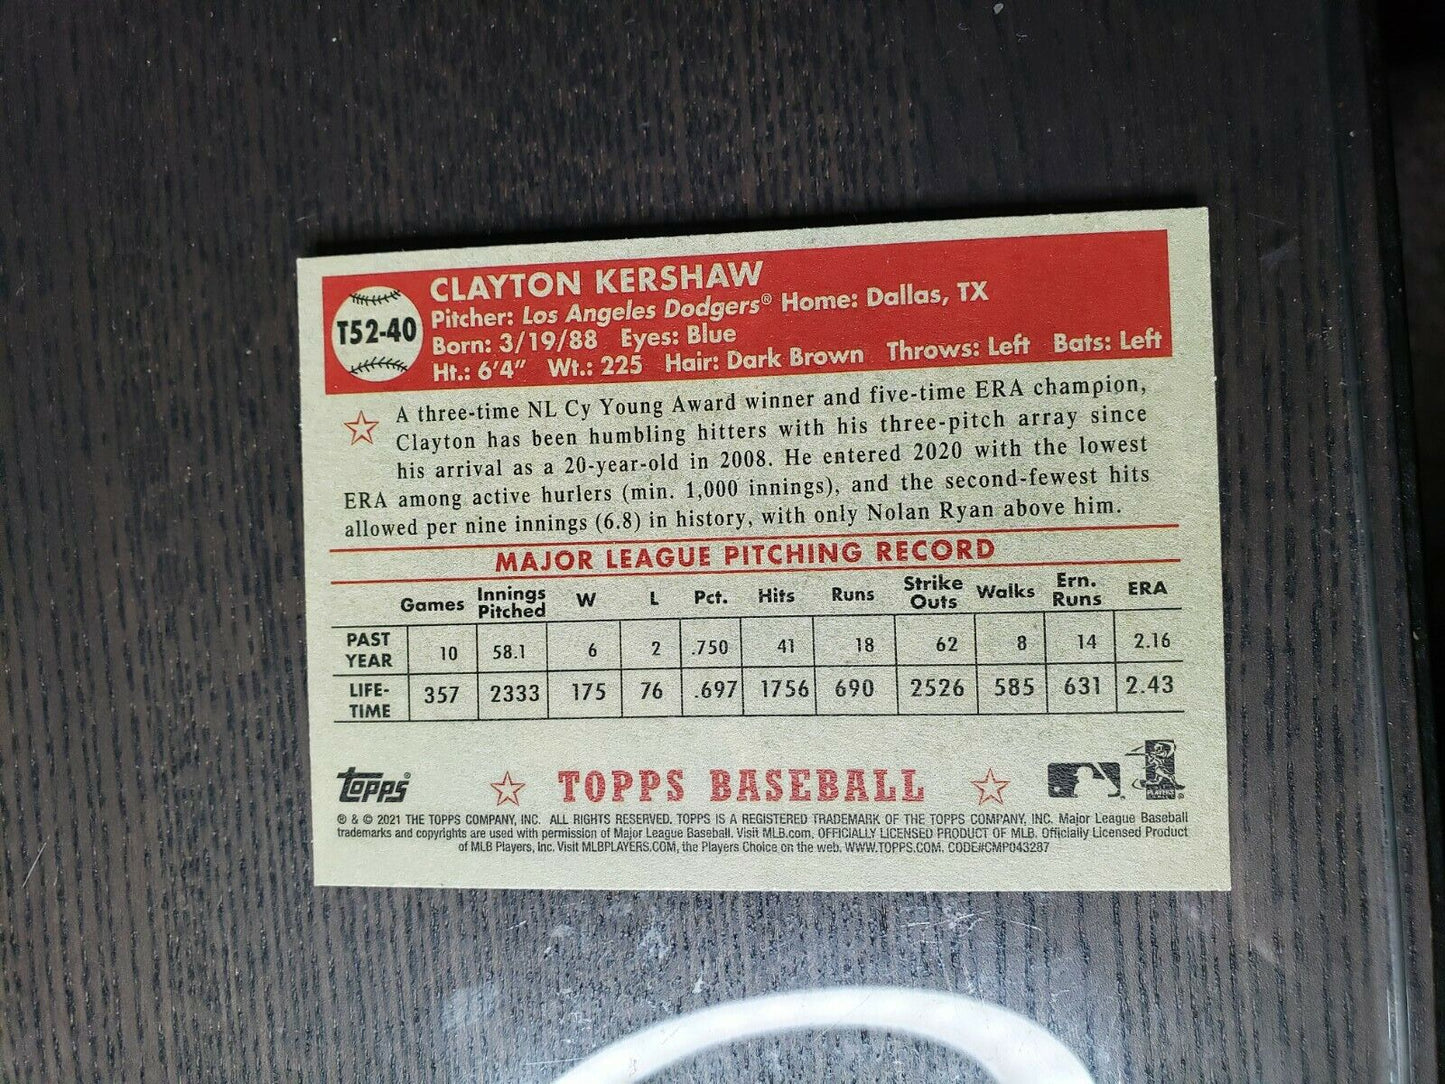 T52-40
CLAYTON KERSHAW
Pitcher: Los Angeles Dodgers® Home: Dallas, TX
Born: 3/19/88 Eyes: Blue
Ht.: 6'4" Wt.: 225 Hair: Dark Brown Throws: Left Bats: Left
A three-time NL Cy Young Award winner and five-time ERA champion,
Clayton has been humbling hitters with his three-pitch array since
his arrival as a 20-year-old in 2008. He entered 2020 with the lowest
ERA among active hurlers (min. 1,000 innings), and the second-fewest hits
allowed per nine innings (6.8) in history, with only Nolan Ryan above him.
MAJOR LEAGUE PITCHING RECORD
Games Innings Pitched W L Pct. Hits Runs Strike Outs Walks Ern. Runs ERA
PAST YEAR 10 58.1 6 2 .750 41 18 62 8 14 2.16
LIFE-TIME 357 2333 175 76 .697 1756 690 2526 585 631 2.43
Topps® TOPPS BASEBALL
® & © 2021 THE TOPPS COMPANY, INC. ALL RIGHTS RESERVED. TOPPS IS A REGISTERED TRADEMARK OF THE TOPPS COMPANY, INC. Major League Baseball
trademarks and copyrights are used with permission of Major League Baseball. Visit MLB.com. OFFICIALLY LICENSED PRODUCT OF MLB. Officially Licensed Product
of MLB Players, Inc. Visit MLBPLAYERS.COM, the Players Choice on the web. WWW.TOPPS.COM. CODE#CMP043287